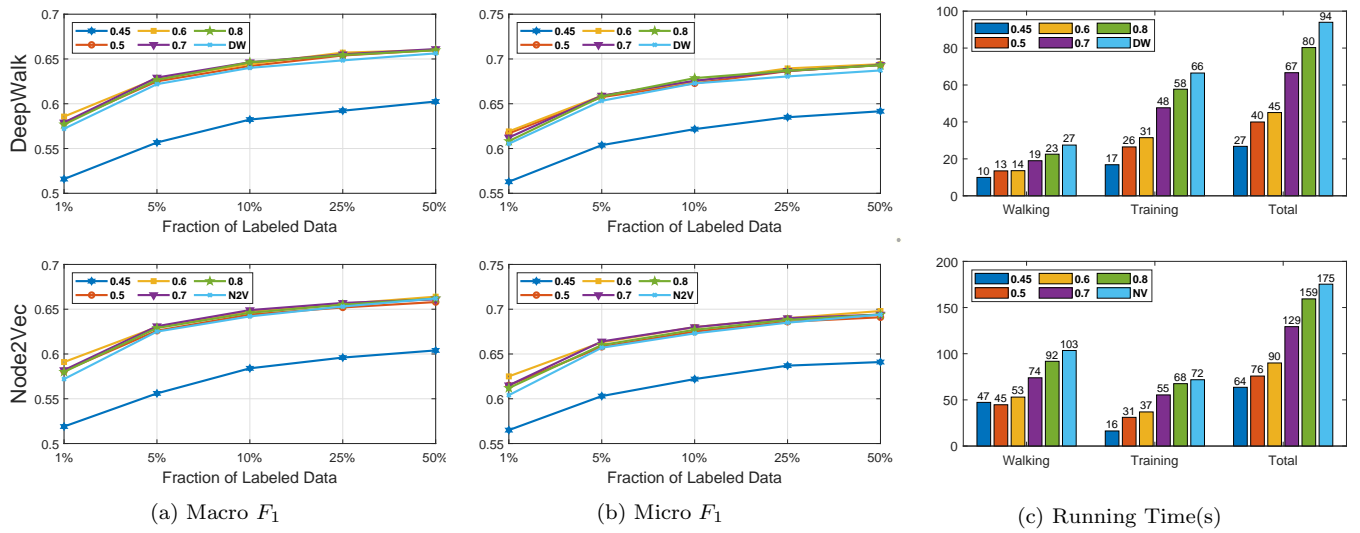 DeepWalk
0.7
0.65
0.6
0.55
0.5
0.45 0.6 0.8
0.5 0.7 DW
1% 5% 10% 25% 50%
Fraction of Labeled Data
0.75
0.7
0.65
0.6
0.55
0.45 0.6 0.8
0.5 0.7 DW
1% 5% 10% 25% 50%
Fraction of Labeled Data
100
80
60
40
20
0
0.45 0.6 0.8
0.5 0.7 DW
10 13 14 19 23 27
17 26 31 48 58 66
27 40 45 67 80 94
Walking Training Total
Node2Vec
0.7
0.65
0.6
0.55
0.5
0.45 0.6 0.8
0.5 0.7 N2V
1% 5% 10% 25% 50%
Fraction of Labeled Data
0.75
0.7
0.65
0.6
0.55
0.45 0.6 0.8
0.5 0.7 N2V
1% 5% 10% 25% 50%
Fraction of Labeled Data
200
150
100
50
0
0.45 0.6 0.8
0.5 0.7 NV
47 45 53 74 92 103
16 31 37 55 68 72
64 76 90 129 159 175
Walking Training Total
(a) Macro F1
(b) Micro F1
(c) Running Time(s)